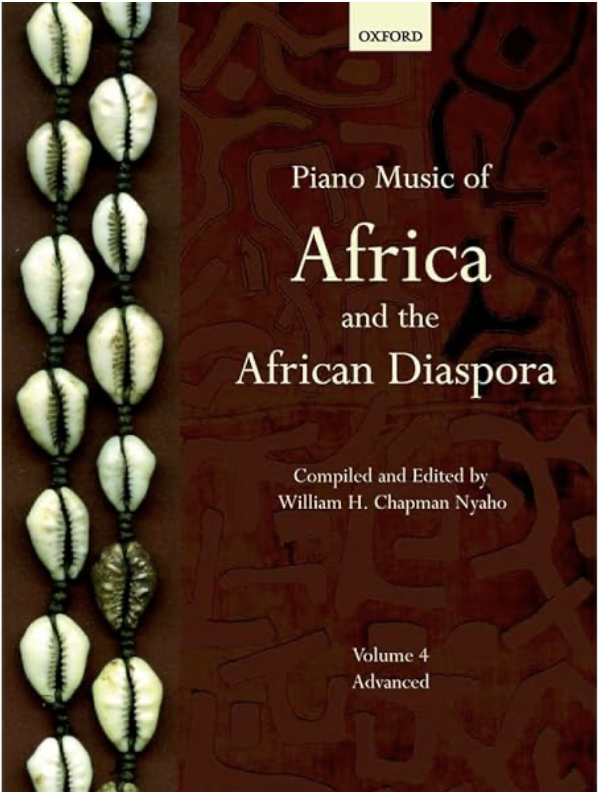 OXFORD
Piano Music of
Africa
and the
African Diaspora
Compiled and Edited by
William H. Chapman Nyaho
Volume 4
Advanced